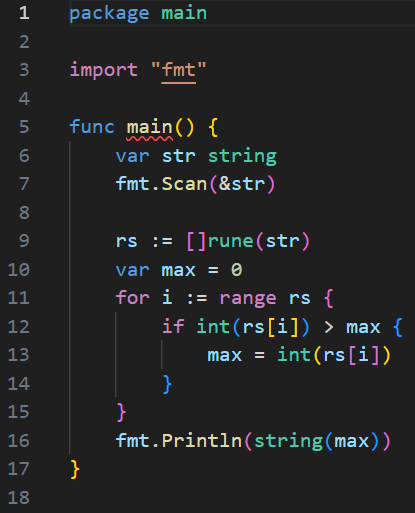 1 package main
2
3 import "fmt"
4
5 func main() {
6     var str string
7     fmt.Scan(&str)
8
9     rs := []rune(str)
10     var max = 0
11     for i := range rs {
12         if int(rs[i]) > max {
13             max = int(rs[i])
14         }
15     }
16     fmt.Println(string(max))
17 }
18